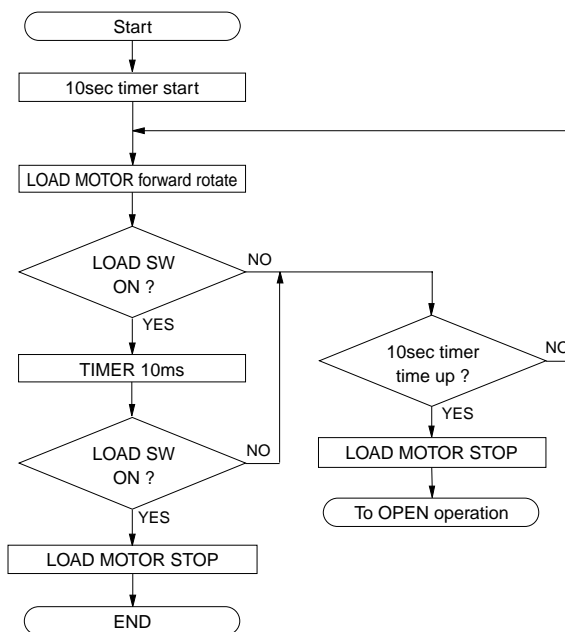 Start
10sec timer start
LOAD MOTOR forward rotate
LOAD SW
ON ?
NO
YES
TIMER 10ms
LOAD SW
ON ?
NO
YES
LOAD MOTOR STOP
END
10sec timer
time up ?
NO
YES
LOAD MOTOR STOP
To OPEN operation